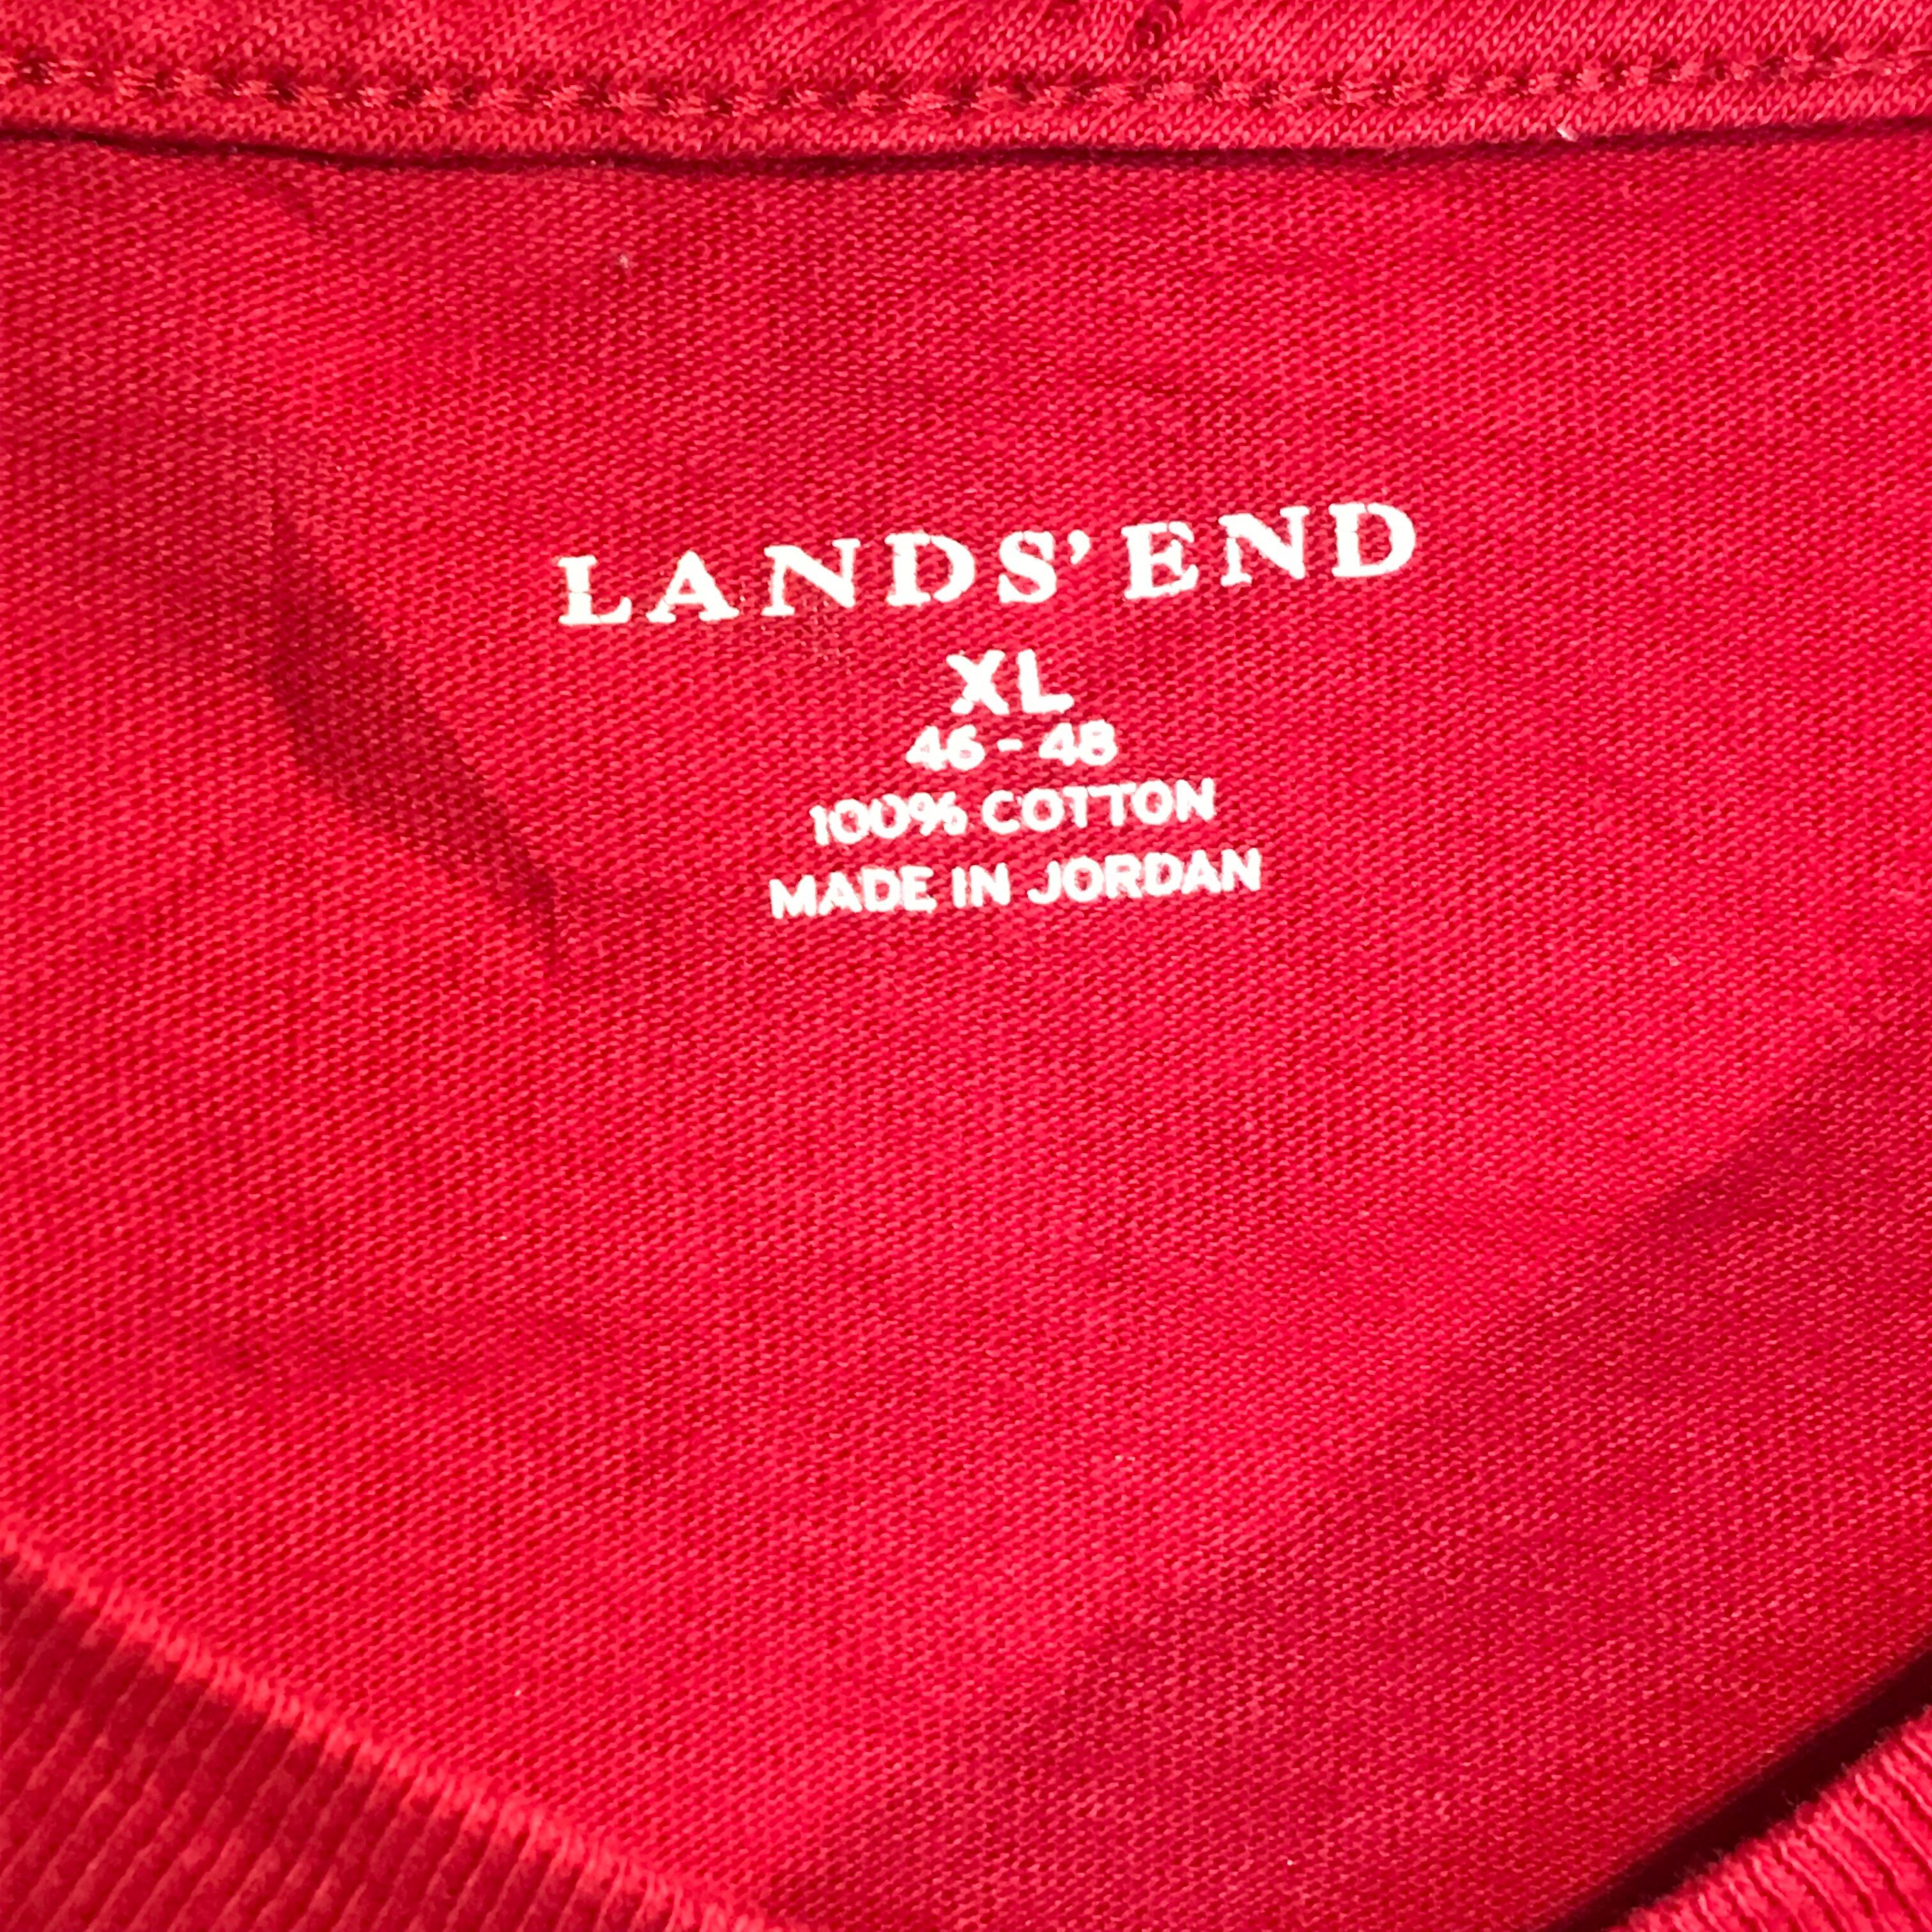 LANDS' END
XL
46 - 48
100% COTTON
MADE IN JORDAN